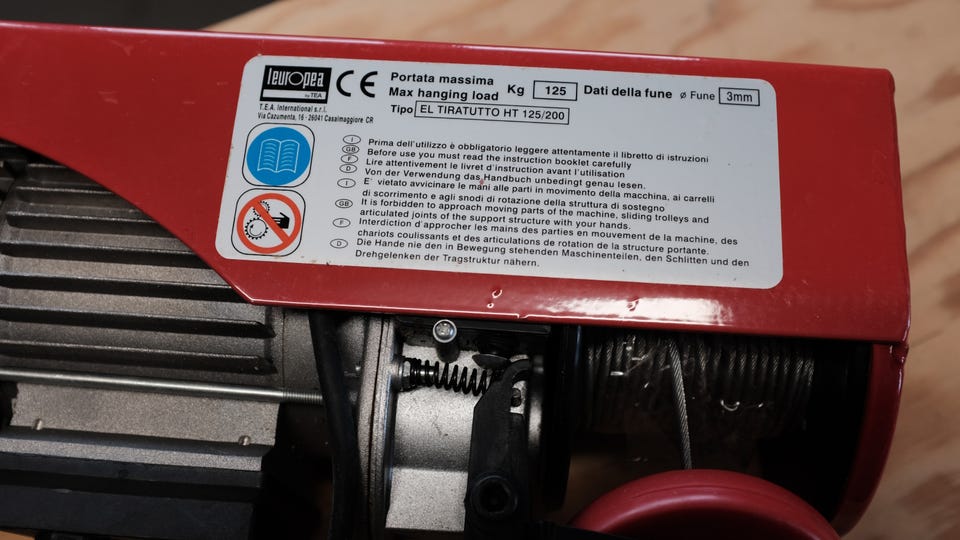 leuropea
by TEA
CE
T.E.A. International s.r.l.
Via Cazumenta, 16 - 26041 Casalmaggiore CR
Portata massima
Max hanging load Kg 125 Dati della fune ø Fune 3mm
Tipo EL TIRATUTTO HT 125/200
I Prima dell'utilizzo è obbligatorio leggere attentamente il libretto di istruzioni
GB Before use you must read the instruction booklet carefully
F Lire attentivement le livret d'instruction avant l'utilisation
D Von der Verwendung das Handbuch unbedingt genau lesen.
I E' vietato avvicinare le mani alle parti in movimento della macchina, ai carrelli
di scorrimento e agli snodi di rotazione della struttura di sostegno
GB It is forbidden to approach moving parts of the machine, sliding trolleys and
articulated joints of the support structure with your hands.
F Interdiction d'approcher les mains des parties en mouvement de la machine, des
chariots coulissants et des articulations de rotation de la structure portante.
D Die Hande nie den in Bewegung stehenden Maschinenteilen, den Schlitten und den
Drehgelenken der Tragstruktur nähern.